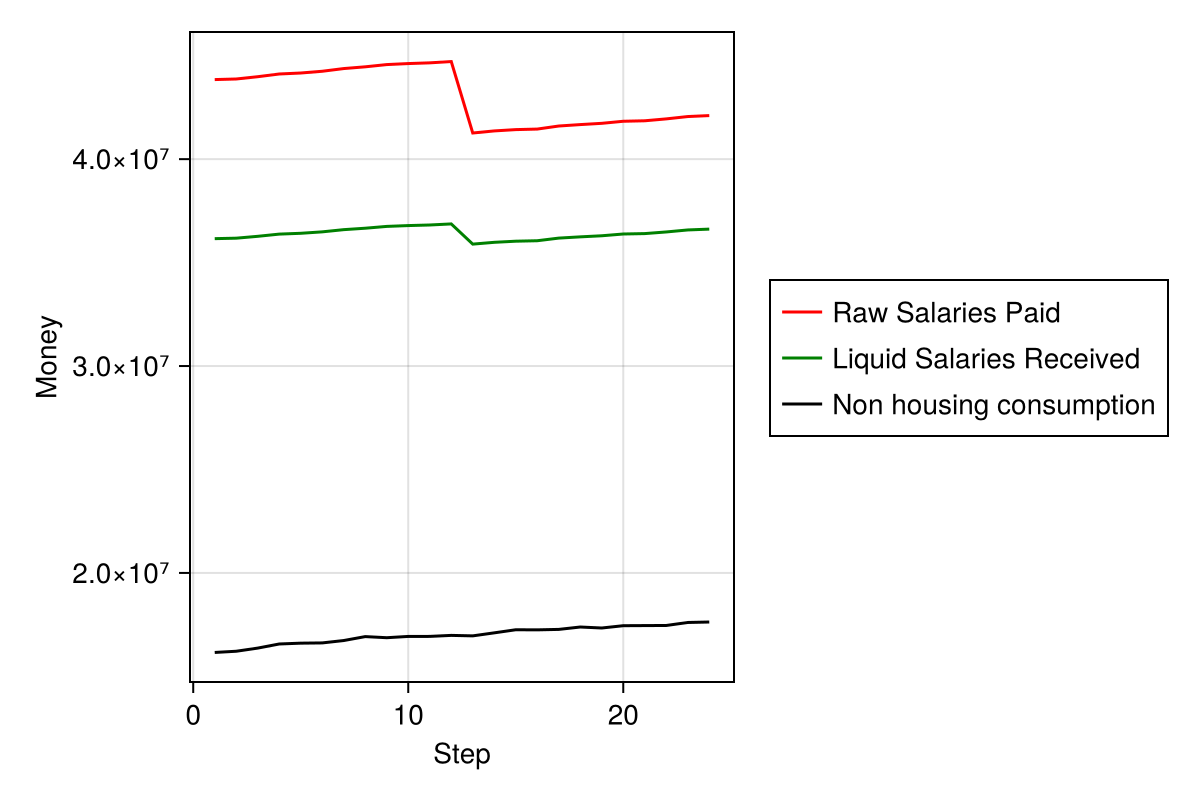 4.0×10⁷
3.0×10⁷
2.0×10⁷
Money
0
10
20
Step
Raw Salaries Paid
Liquid Salaries Received
Non housing consumption